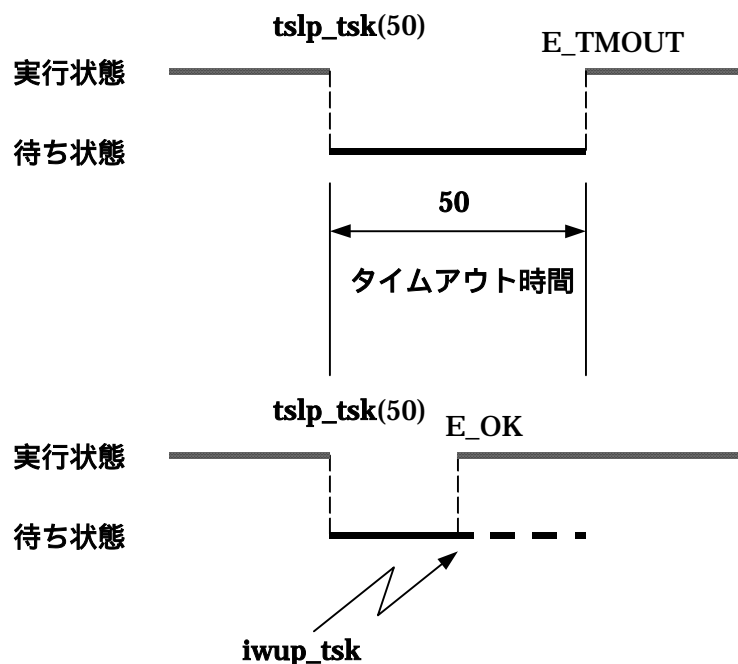 tslp_tsk(50)
E_TMOUT
実行状態
待ち状態
50
タイムアウト時間
tslp_tsk(50)
E_OK
実行状態
待ち状態
iwup_tsk